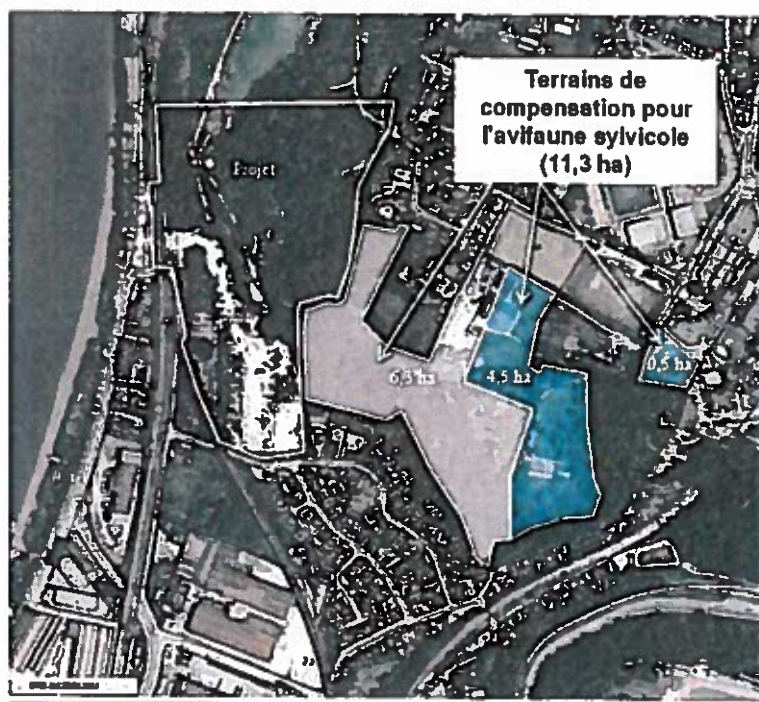 Terrains de
compensation pour
l'avifaune sylvicole
(11,3 ha)
Projet
6,3 ha
4,5 ha
0,5 ha